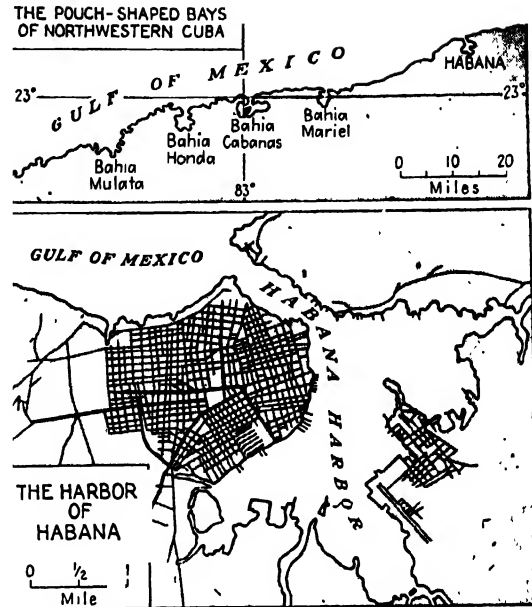 THE POUCH-SHAPED BAYS
OF NORTHWESTERN CUBA
GULF OF MEXICO
HABANA
23°
23°
Bahia
Mulata
Bahia
Honda
Bahia
Cabanas
Bahia
Mariel
83°
0 10 20
Miles
GULF OF MEXICO
HABANA HARBOR
THE HARBOR
OF
HABANA
0 1/2 1
Mile